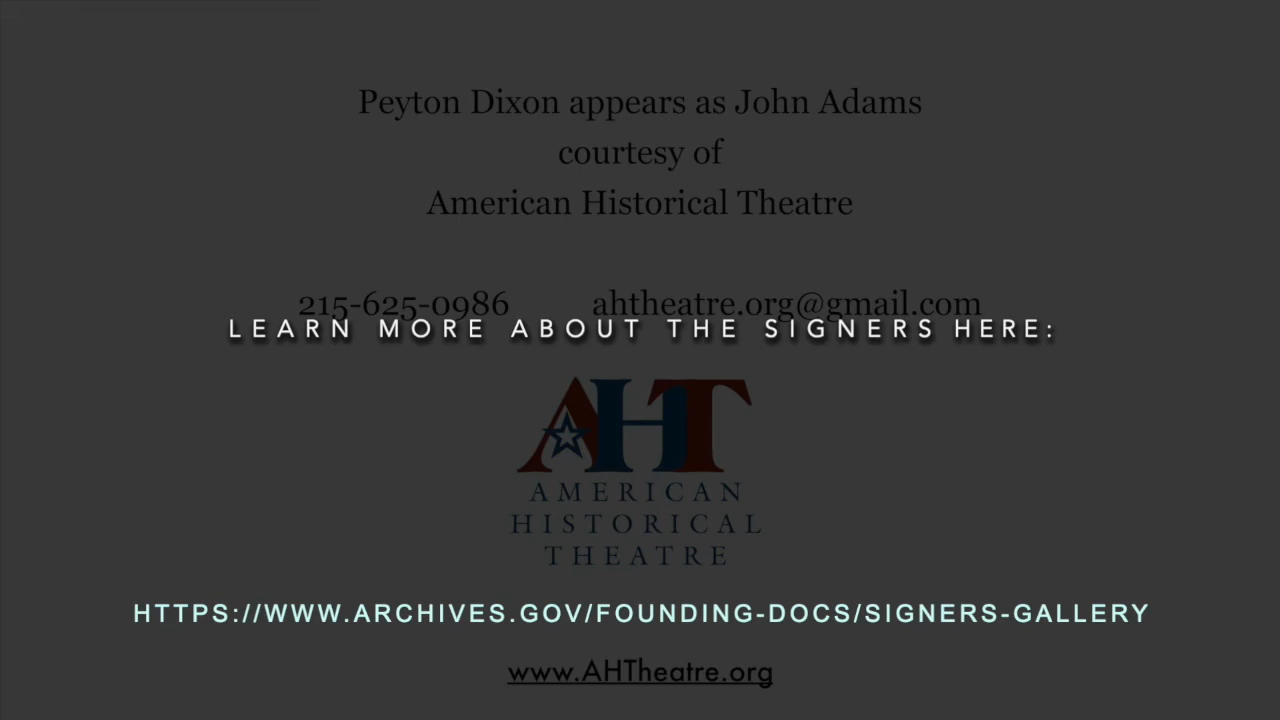 Peyton Dixon appears as John Adams
courtesy of
American Historical Theatre
215-625-0986 ahtheatre.org@gmail.com
LEARN MORE ABOUT THE SIGNERS HERE:
AHT
AMERICAN
HISTORICAL
THEATRE
HTTPS://WWW.ARCHIVES.GOV/FOUNDING-DOCS/SIGNERS-GALLERY
www.AHTheatre.org